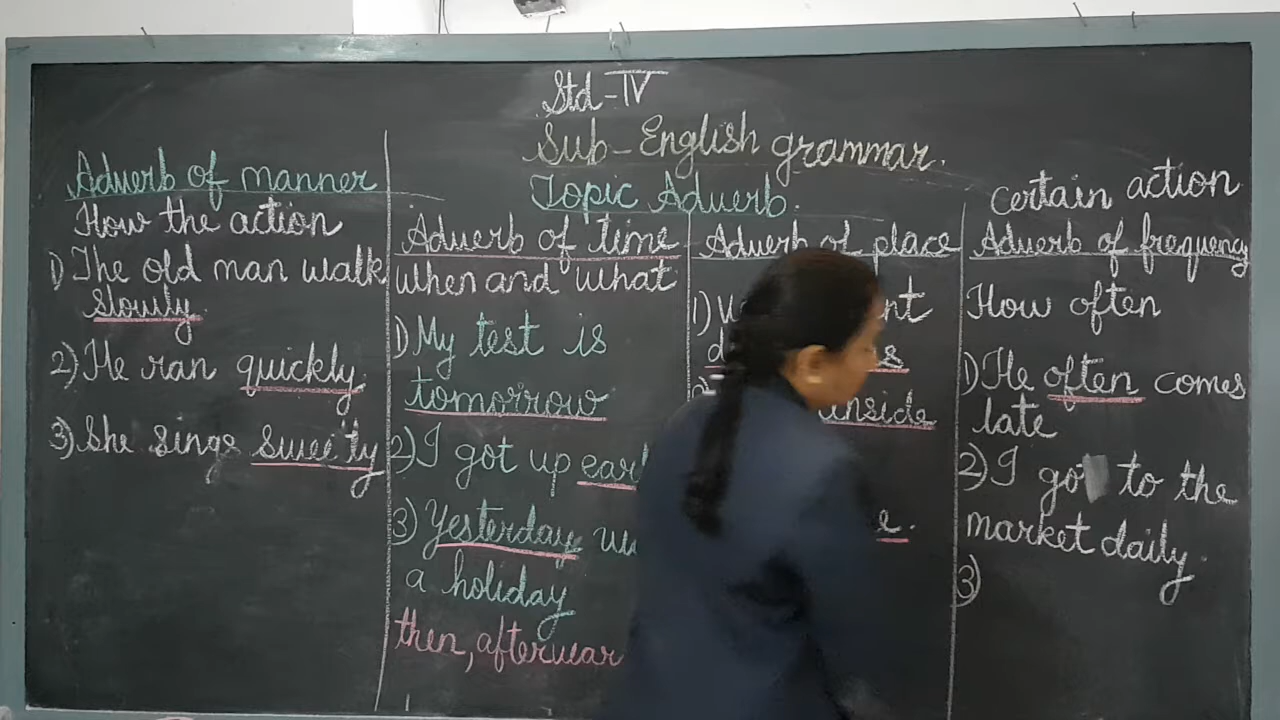 Std - IV
Sub - English grammar.
Topic Adverb.
Adverb of manner
How the action
1) The old man walk
slowly
2) He ran quickly.
3) She sings sweetly
Adverb of time
when and what
1) My test is
tomorrow
2) I got up
3) Yesterday
a holiday
then,
Adverb of place
1)
inside
certain action
Adverb of frequency
How often
1) He often comes
late
2) I go to the
market daily.
3)